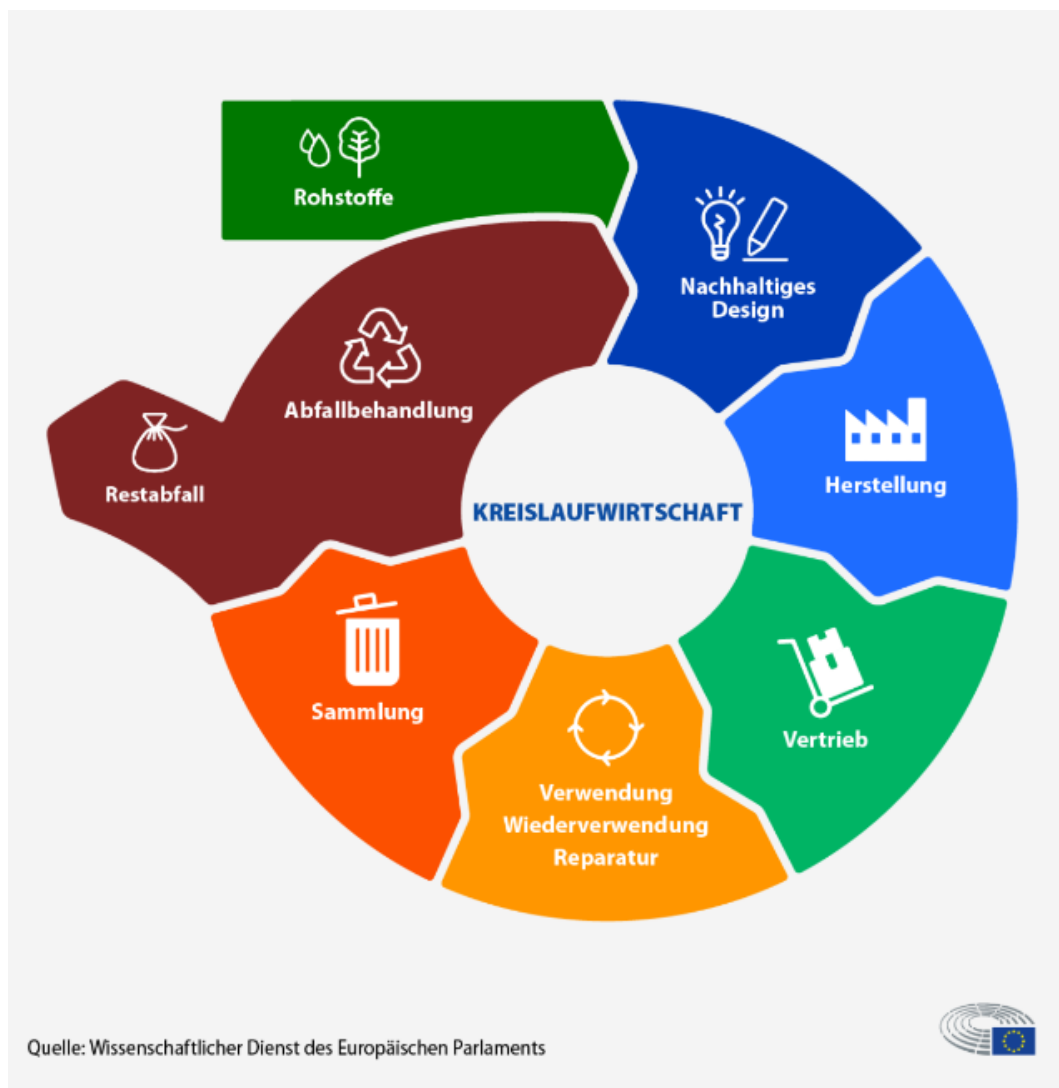 Rohstoffe
Nachhaltiges
Design
Herstellung
Vertrieb
Verwendung
Wiederverwendung
Reparatur
Sammlung
Abfallbehandlung
Restabfall
KREISLAUFWIRTSCHAFT
Quelle: Wissenschaftlicher Dienst des Europäischen Parlaments